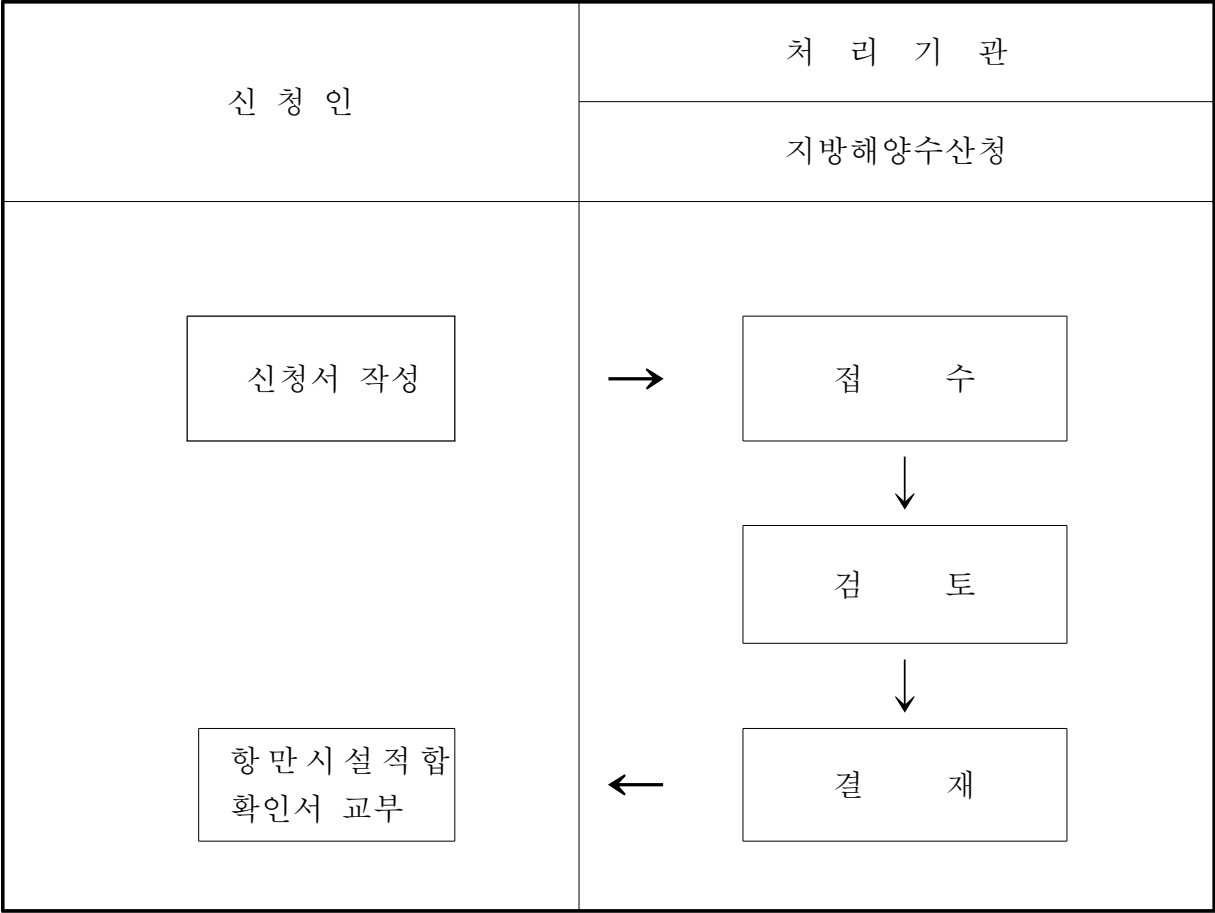 신 청 인
처 리 기 관
지방해양수산청
신청서 작성
→
접 수
↓
검 토
↓
결 재
←
항만시설적합
확인서 교부